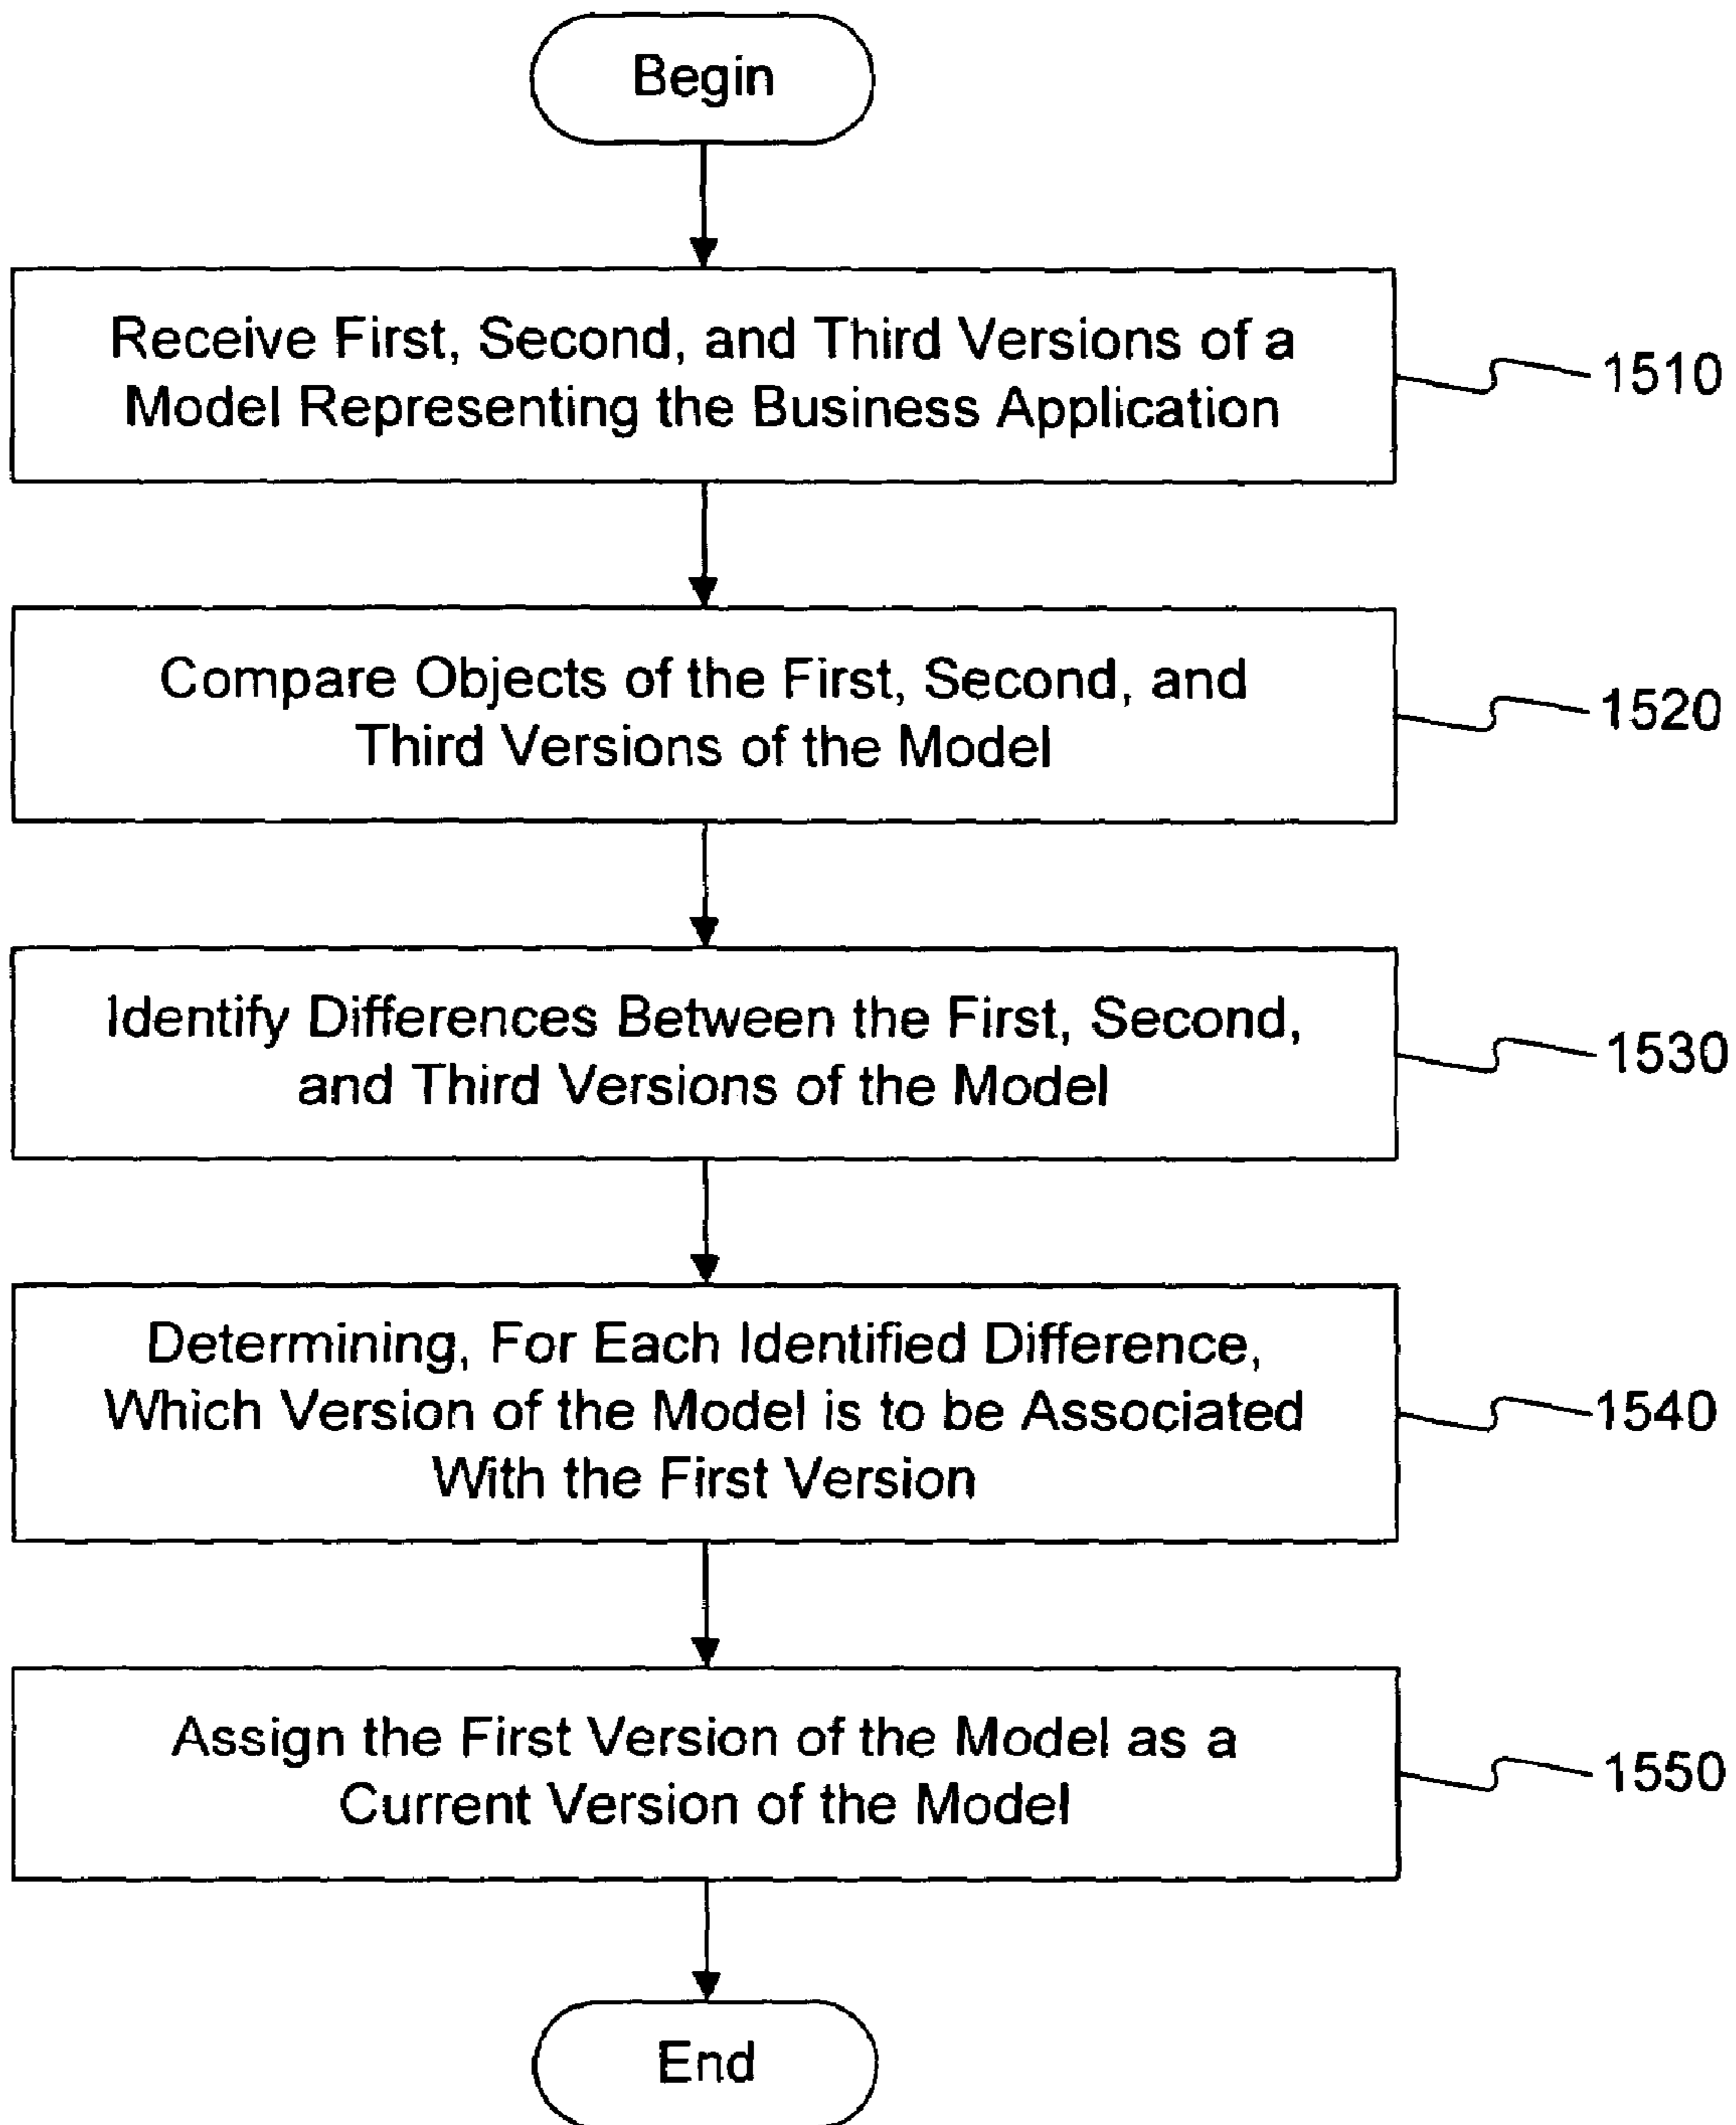 Begin
Receive First, Second, and Third Versions of a
Model Representing the Business Application
1510
Compare Objects of the First, Second, and
Third Versions of the Model
1520
Identify Differences Between the First, Second,
and Third Versions of the Model
1530
Determining, For Each Identified Difference,
Which Version of the Model is to be Associated
With the First Version
1540
Assign the First Version of the Model as a
Current Version of the Model
1550
End